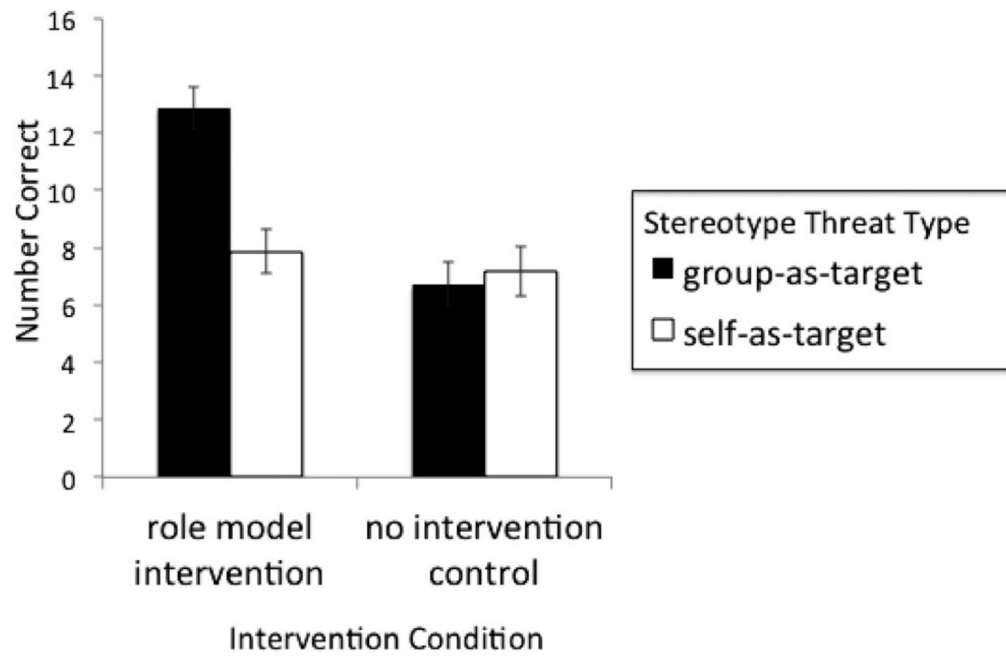 16
14
12
10
8
6
4
2
0
Number Correct
role model
intervention
no intervention
control
Intervention Condition
Stereotype Threat Type
group-as-target
self-as-target